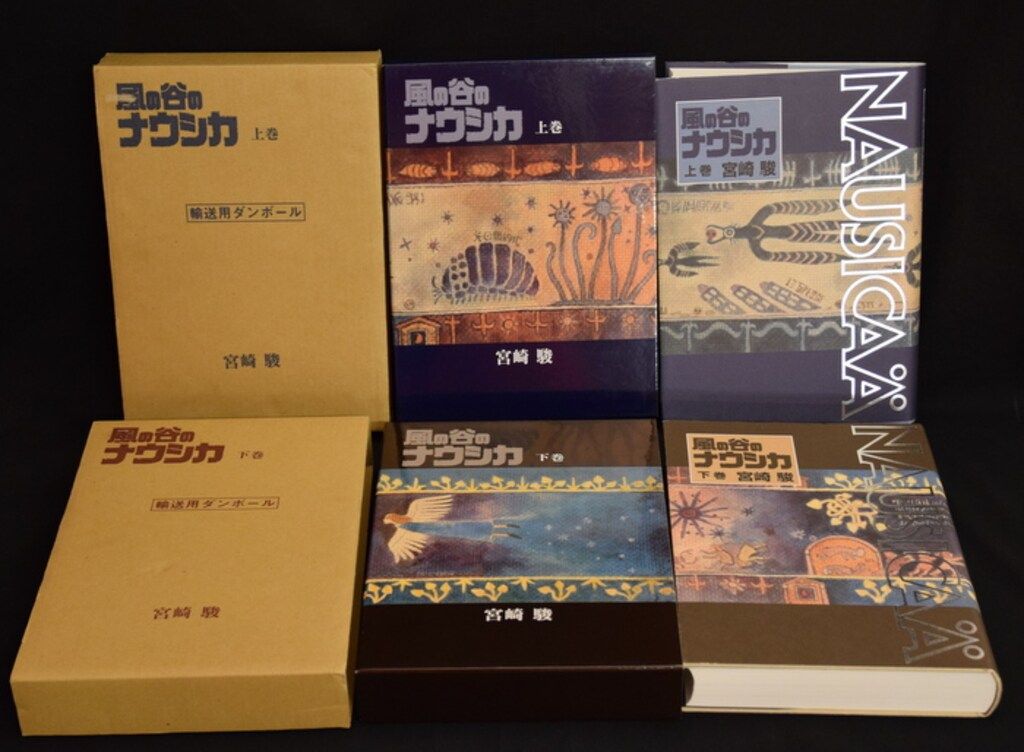 風の谷の
ナウシカ 上巻
輸送用ダンボール
宮崎 駿
風の谷の
ナウシカ 上巻
宮崎 駿
風の谷の
ナウシカ
上巻 宮崎 駿
NAUSICAÄ
風の谷の
ナウシカ 下巻
輸送用ダンボール
宮崎 駿
風の谷の
ナウシカ 下巻
宮崎 駿
風の谷の
ナウシカ
下巻 宮崎 駿
NAUSICAÄ